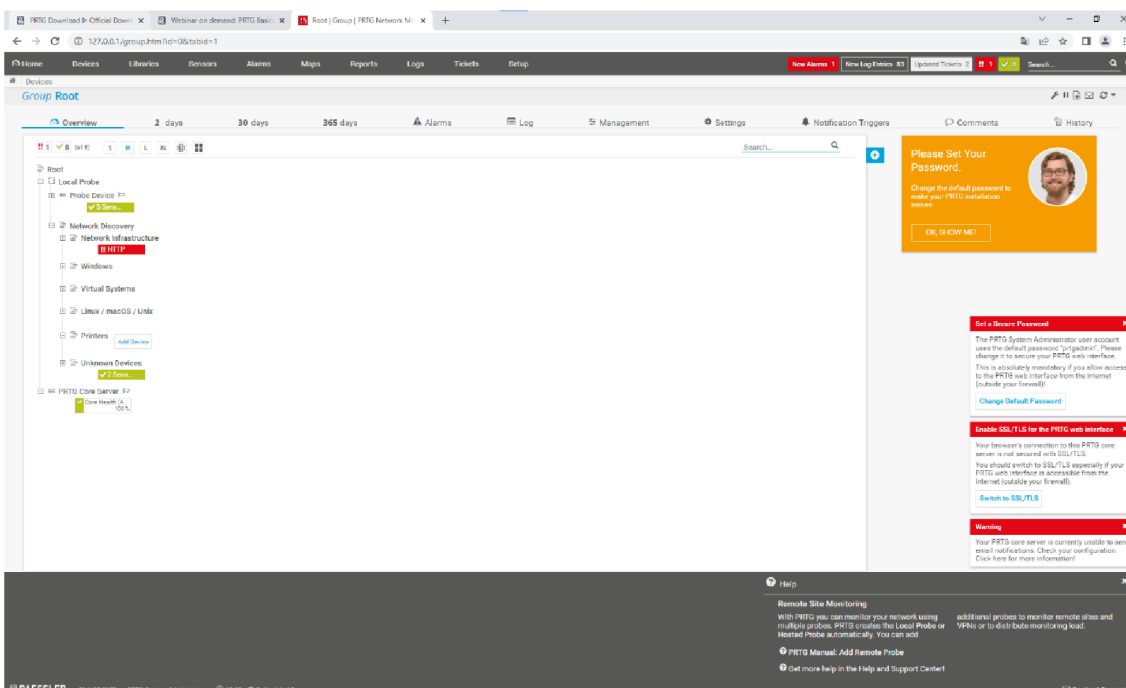 PRTG Download
Official Down
Webinar on demand: PRTG Basic
Root | Group | PRTG Network Mo
127.0.0.1/group.htm?id=0&tabid=1
Home
Devices
Libraries
Sensors
Alarms
Maps
Reports
Logs
Tickets
Setup
New Alarms 1
New Log Entries 83
Updated Tickets 2
!! 1
Search...
Devices
Group Root
Overview
2 days
30 days
365 days
Alarms
Log
Management
Settings
Notification Triggers
Comments
History
!! 1
8
S
M
L
XL
Search...
Root
Local Probe
Probe Device
Network Discovery
Network Infrastructure
!! HTTP
Windows
Virtual Systems
Linux / macOS / Unix
Printers
Add Device
Unknown Devices
2 Sens...
PRTG Core Server
Core Health (A...
100 %
Please Set Your
Password.
Change the default password to
make your PRTG installation
secure.
OK, SHOW ME!
Set a Secure Password
The PRTG System Administrator user account
uses the default password "prtgadmin". Please
change it to secure your PRTG web interface.
This is absolutely mandatory if you allow access
to the PRTG web interface from the internet
(outside your firewall)!
Change Default Password
Enable SSL/TLS for the PRTG web interface
Your browser's connection to this PRTG core
server is not secured with SSL/TLS.
You should switch to SSL/TLS especially if your
PRTG web interface is accessible from the
internet (outside your firewall).
Switch to SSL/TLS
Warning
Your PRTG core server is currently unable to sen
email notifications. Check your configuration.
Click here for more information!
Help
Remote Site Monitoring
With PRTG you can monitor your network using
multiple probes. PRTG creates the Local Probe or
Hosted Probe automatically. You can add
additional probes to monitor remote sites and
VPNs or to distribute monitoring load.
PRTG Manual: Add Remote Probe
Get more help in the Help and Support Center!
PAESSLER